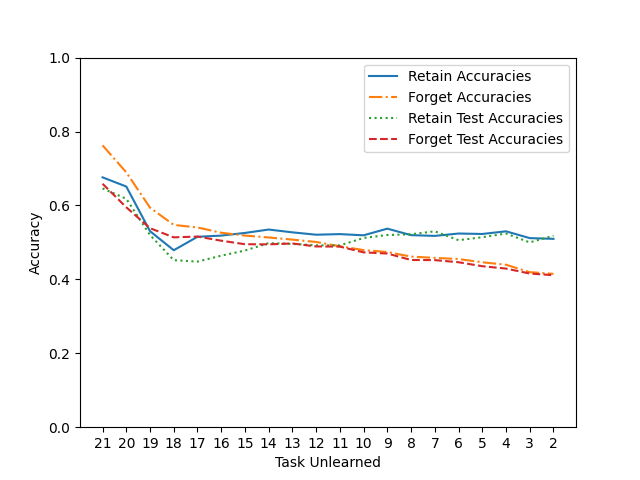 1.0
0.8
0.6
0.4
0.2
0.0
Accuracy
Retain Accuracies
Forget Accuracies
Retain Test Accuracies
Forget Test Accuracies
21 20 19 18 17 16 15 14 13 12 11 10 9 8 7 6 5 4 3 2
Task Unlearned